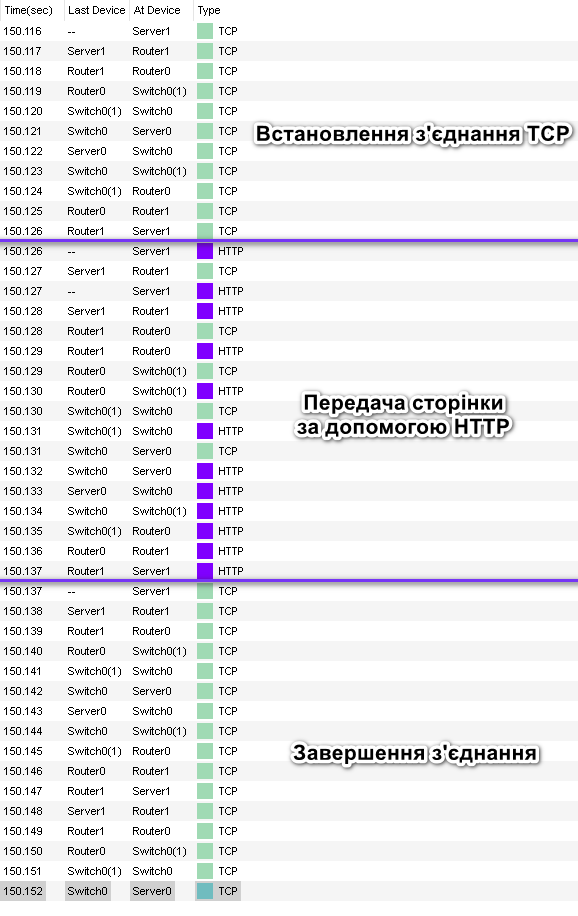 Time(sec) Last Device At Device Type
150.116 -- Server1 TCP
150.117 Server1 Router1 TCP
150.118 Router1 Router0 TCP
150.119 Router0 Switch0(1) TCP
150.120 Switch0(1) Switch0 TCP
150.121 Switch0 Server0 TCP
Встановлення з'єднання TCP
150.122 Server0 Switch0 TCP
150.123 Switch0 Switch0(1) TCP
150.124 Switch0(1) Router0 TCP
150.125 Router0 Router1 TCP
150.126 Router1 Server1 TCP
150.126 -- Server1 HTTP
150.127 Server1 Router1 TCP
150.127 -- Server1 HTTP
150.128 Server1 Router1 HTTP
150.128 Router1 Router0 TCP
150.129 Router1 Router0 HTTP
150.129 Router0 Switch0(1) TCP
150.130 Router0 Switch0(1) HTTP
Передача сторінки
150.130 Switch0(1) Switch0 TCP
за допомогою HTTP
150.131 Switch0(1) Switch0 HTTP
150.131 Switch0 Server0 TCP
150.132 Switch0 Server0 HTTP
150.133 Server0 Switch0 HTTP
150.134 Switch0 Switch0(1) HTTP
150.135 Switch0(1) Router0 HTTP
150.136 Router0 Router1 HTTP
150.137 Router1 Server1 HTTP
150.137 -- Server1 TCP
150.138 Server1 Router1 TCP
150.139 Router1 Router0 TCP
150.140 Router0 Switch0(1) TCP
150.141 Switch0(1) Switch0 TCP
150.142 Switch0 Server0 TCP
150.143 Server0 Switch0 TCP
150.144 Switch0 Switch0(1) TCP
150.145 Switch0(1) Router0 TCP
Завершення з'єднання
150.146 Router0 Router1 TCP
150.147 Router1 Server1 TCP
150.148 Server1 Router1 TCP
150.149 Router1 Router0 TCP
150.150 Router0 Switch0(1) TCP
150.151 Switch0(1) Switch0 TCP
150.152 Switch0 Server0 TCP